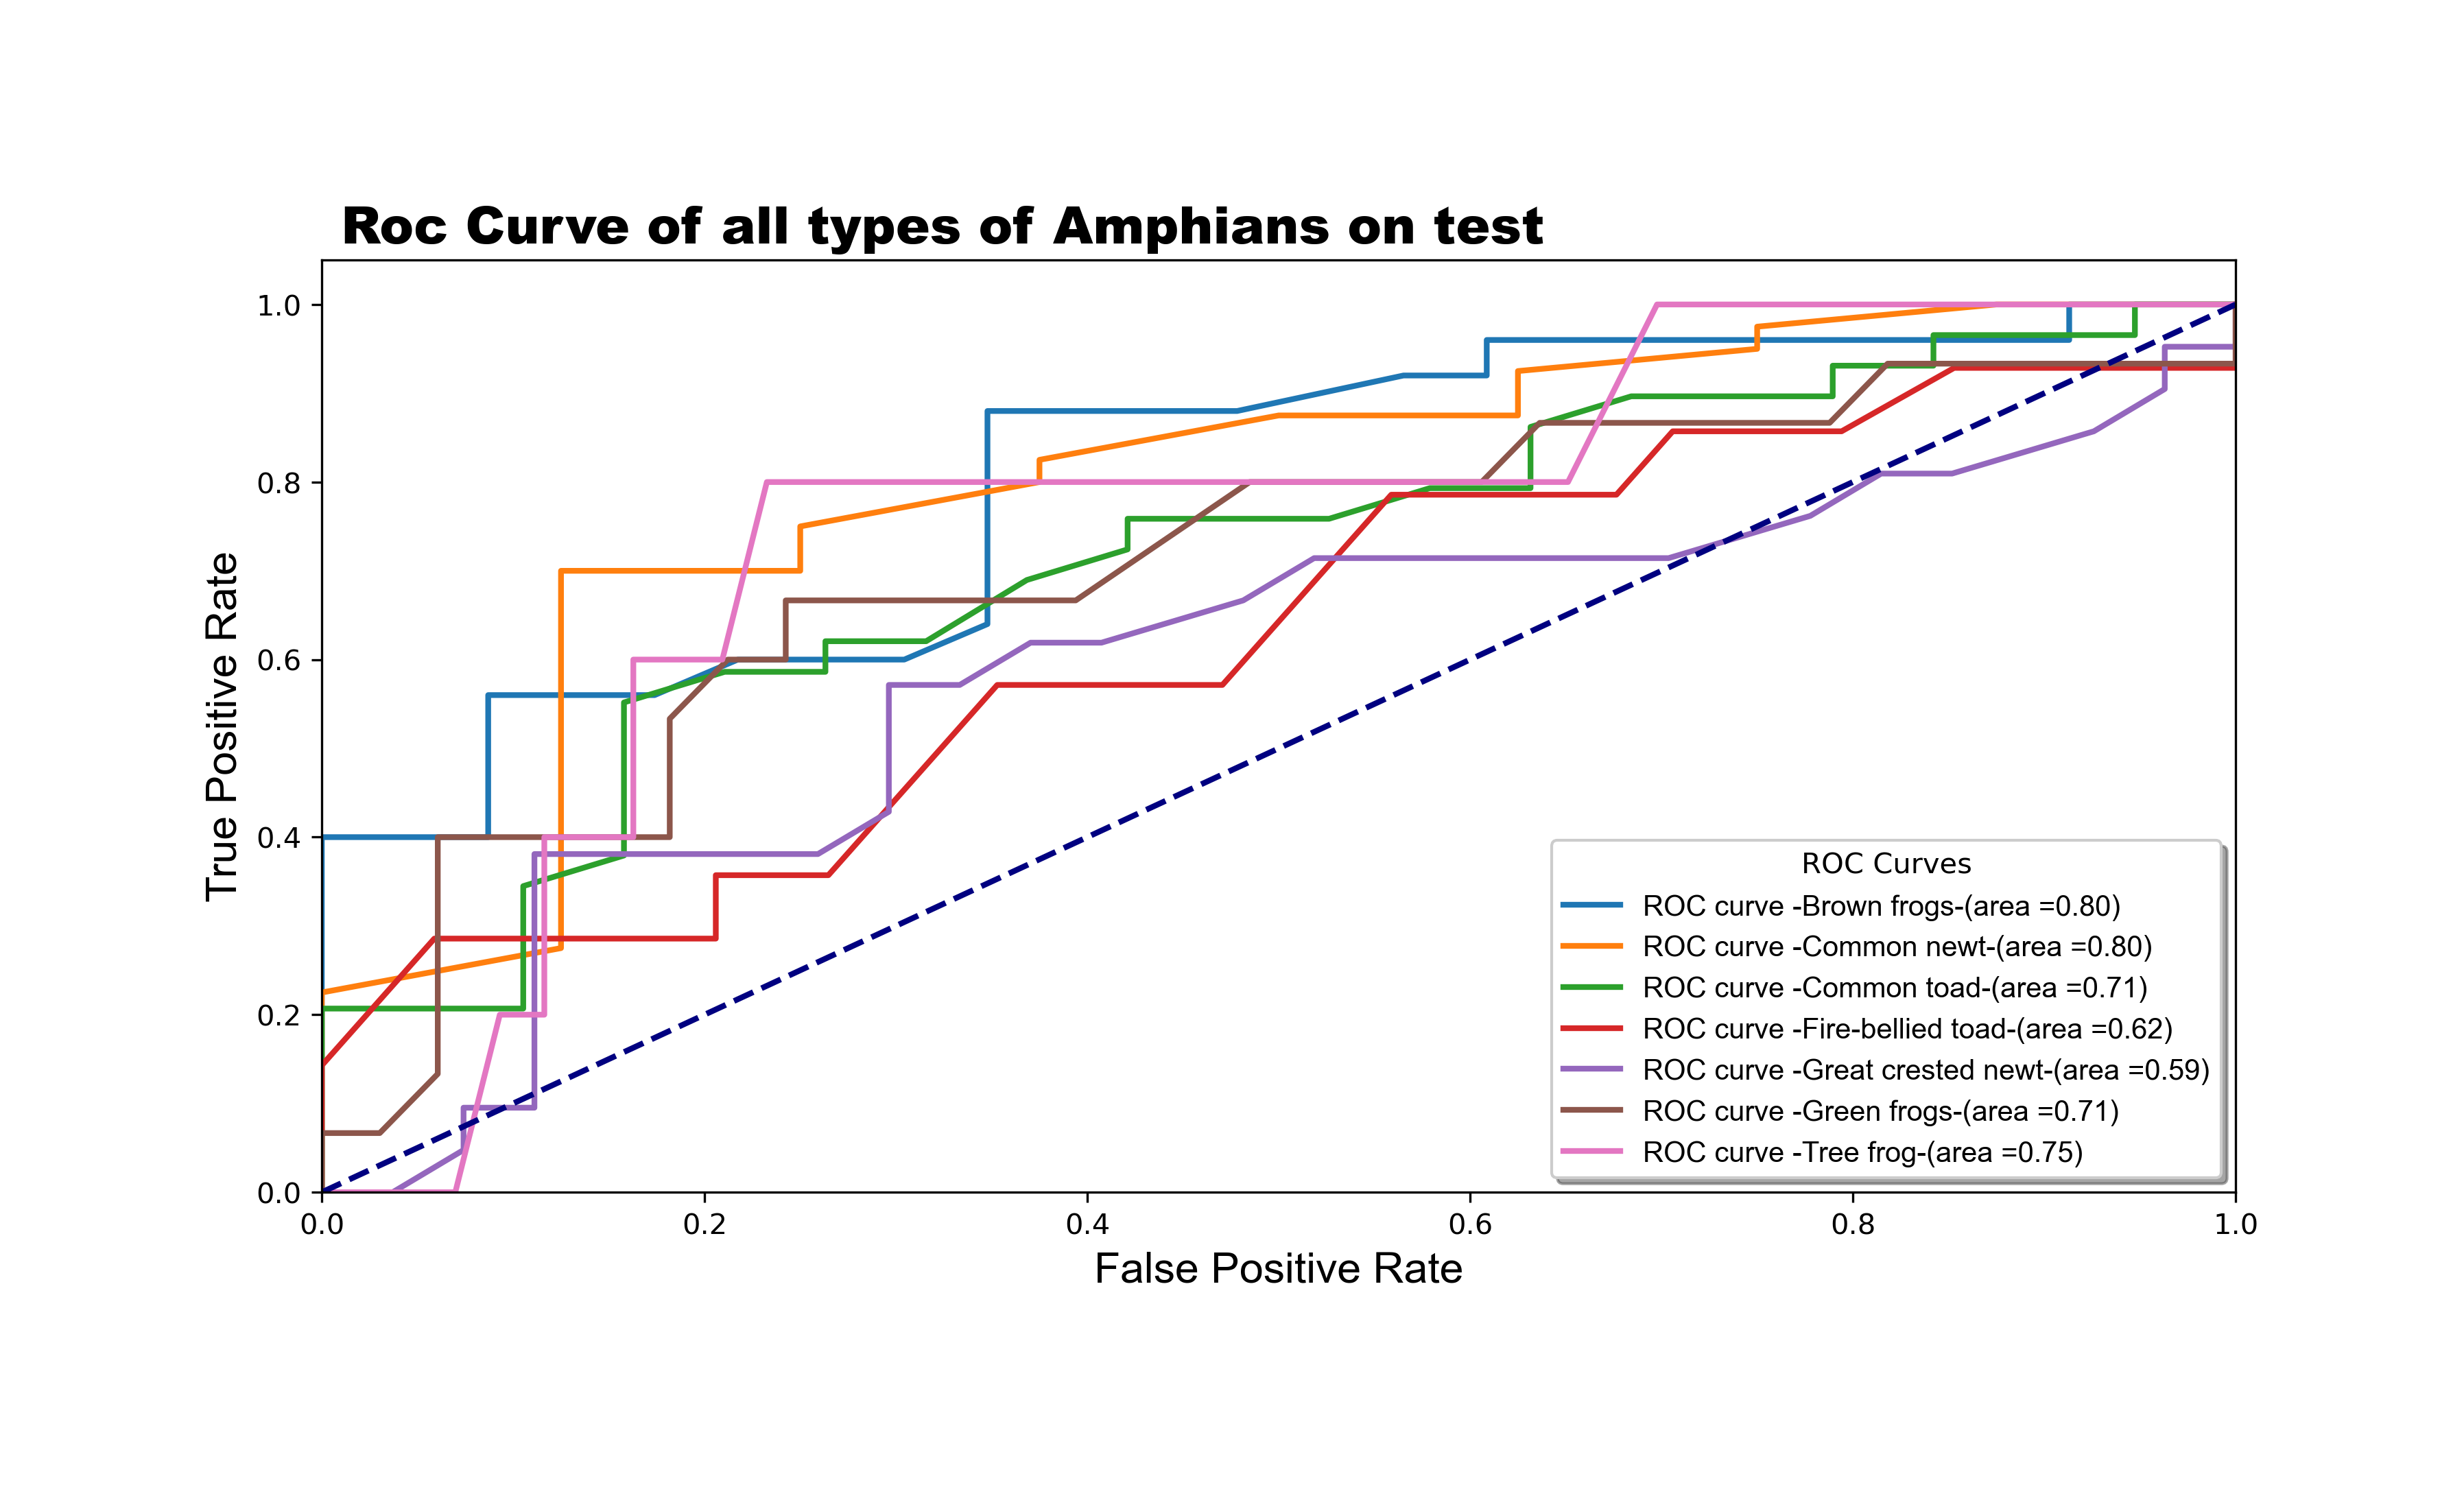 Roc Curve of all types of Amphians on test
1.0
0.8
0.6
0.4
0.2
0.0
True Positive Rate
0.0 0.2 0.4 0.6 0.8 1.0
False Positive Rate
ROC Curves
ROC curve -Brown frogs-(area =0.80)
ROC curve -Common newt-(area =0.80)
ROC curve -Common toad-(area =0.71)
ROC curve -Fire-bellied toad-(area =0.62)
ROC curve -Great crested newt-(area =0.59)
ROC curve -Green frogs-(area =0.71)
ROC curve -Tree frog-(area =0.75)